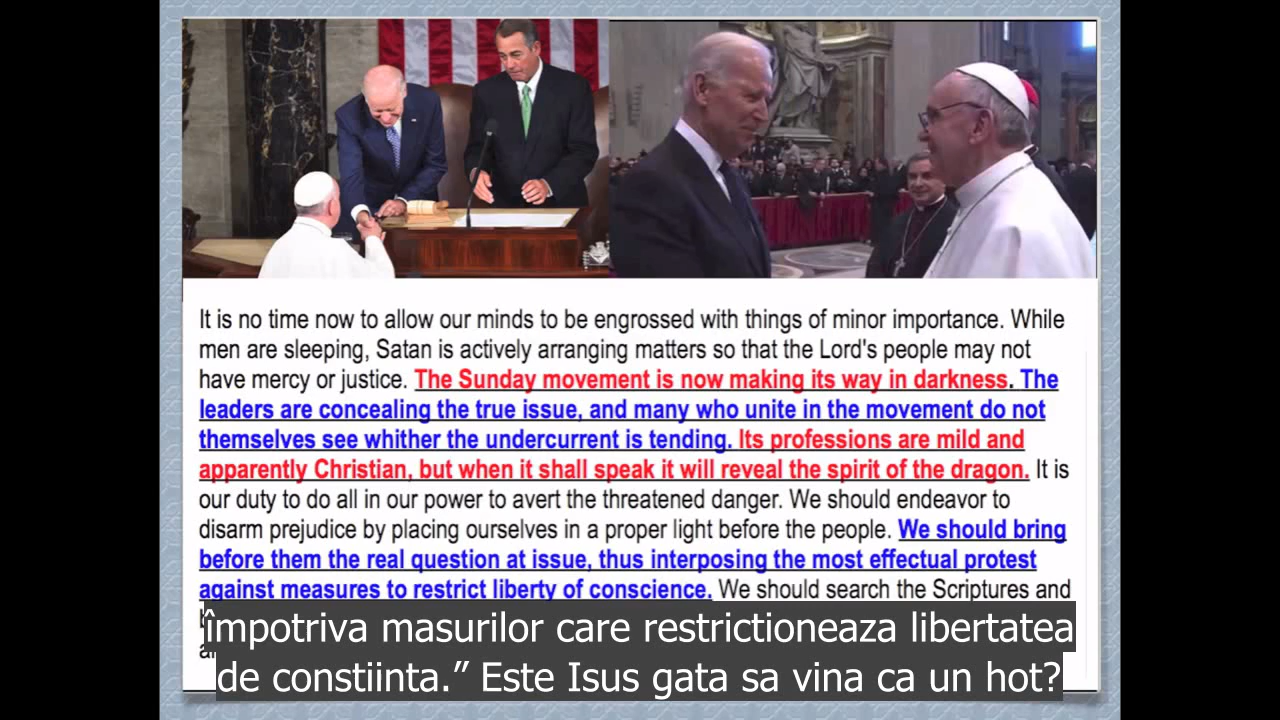 It is no time now to allow our minds to be engrossed with things of minor importance. While
men are sleeping, Satan is actively arranging matters so that the Lord's people may not
have mercy or justice. The Sunday movement is now making its way in darkness. The
leaders are concealing the true issue, and many who unite in the movement do not
themselves see whither the undercurrent is tending. Its professions are mild and
apparently Christian, but when it shall speak it will reveal the spirit of the dragon. It is
our duty to do all in our power to avert the threatened danger. We should endeavor to
disarm prejudice by placing ourselves in a proper light before the people. We should bring
before them the real question at issue, thus interposing the most effectual protest
against measures to restrict liberty of conscience. We should search the Scriptures and
împotriva masurilor care restrictioneaza libertatea
de constiinta.” Este Isus gata sa vina ca un hot?